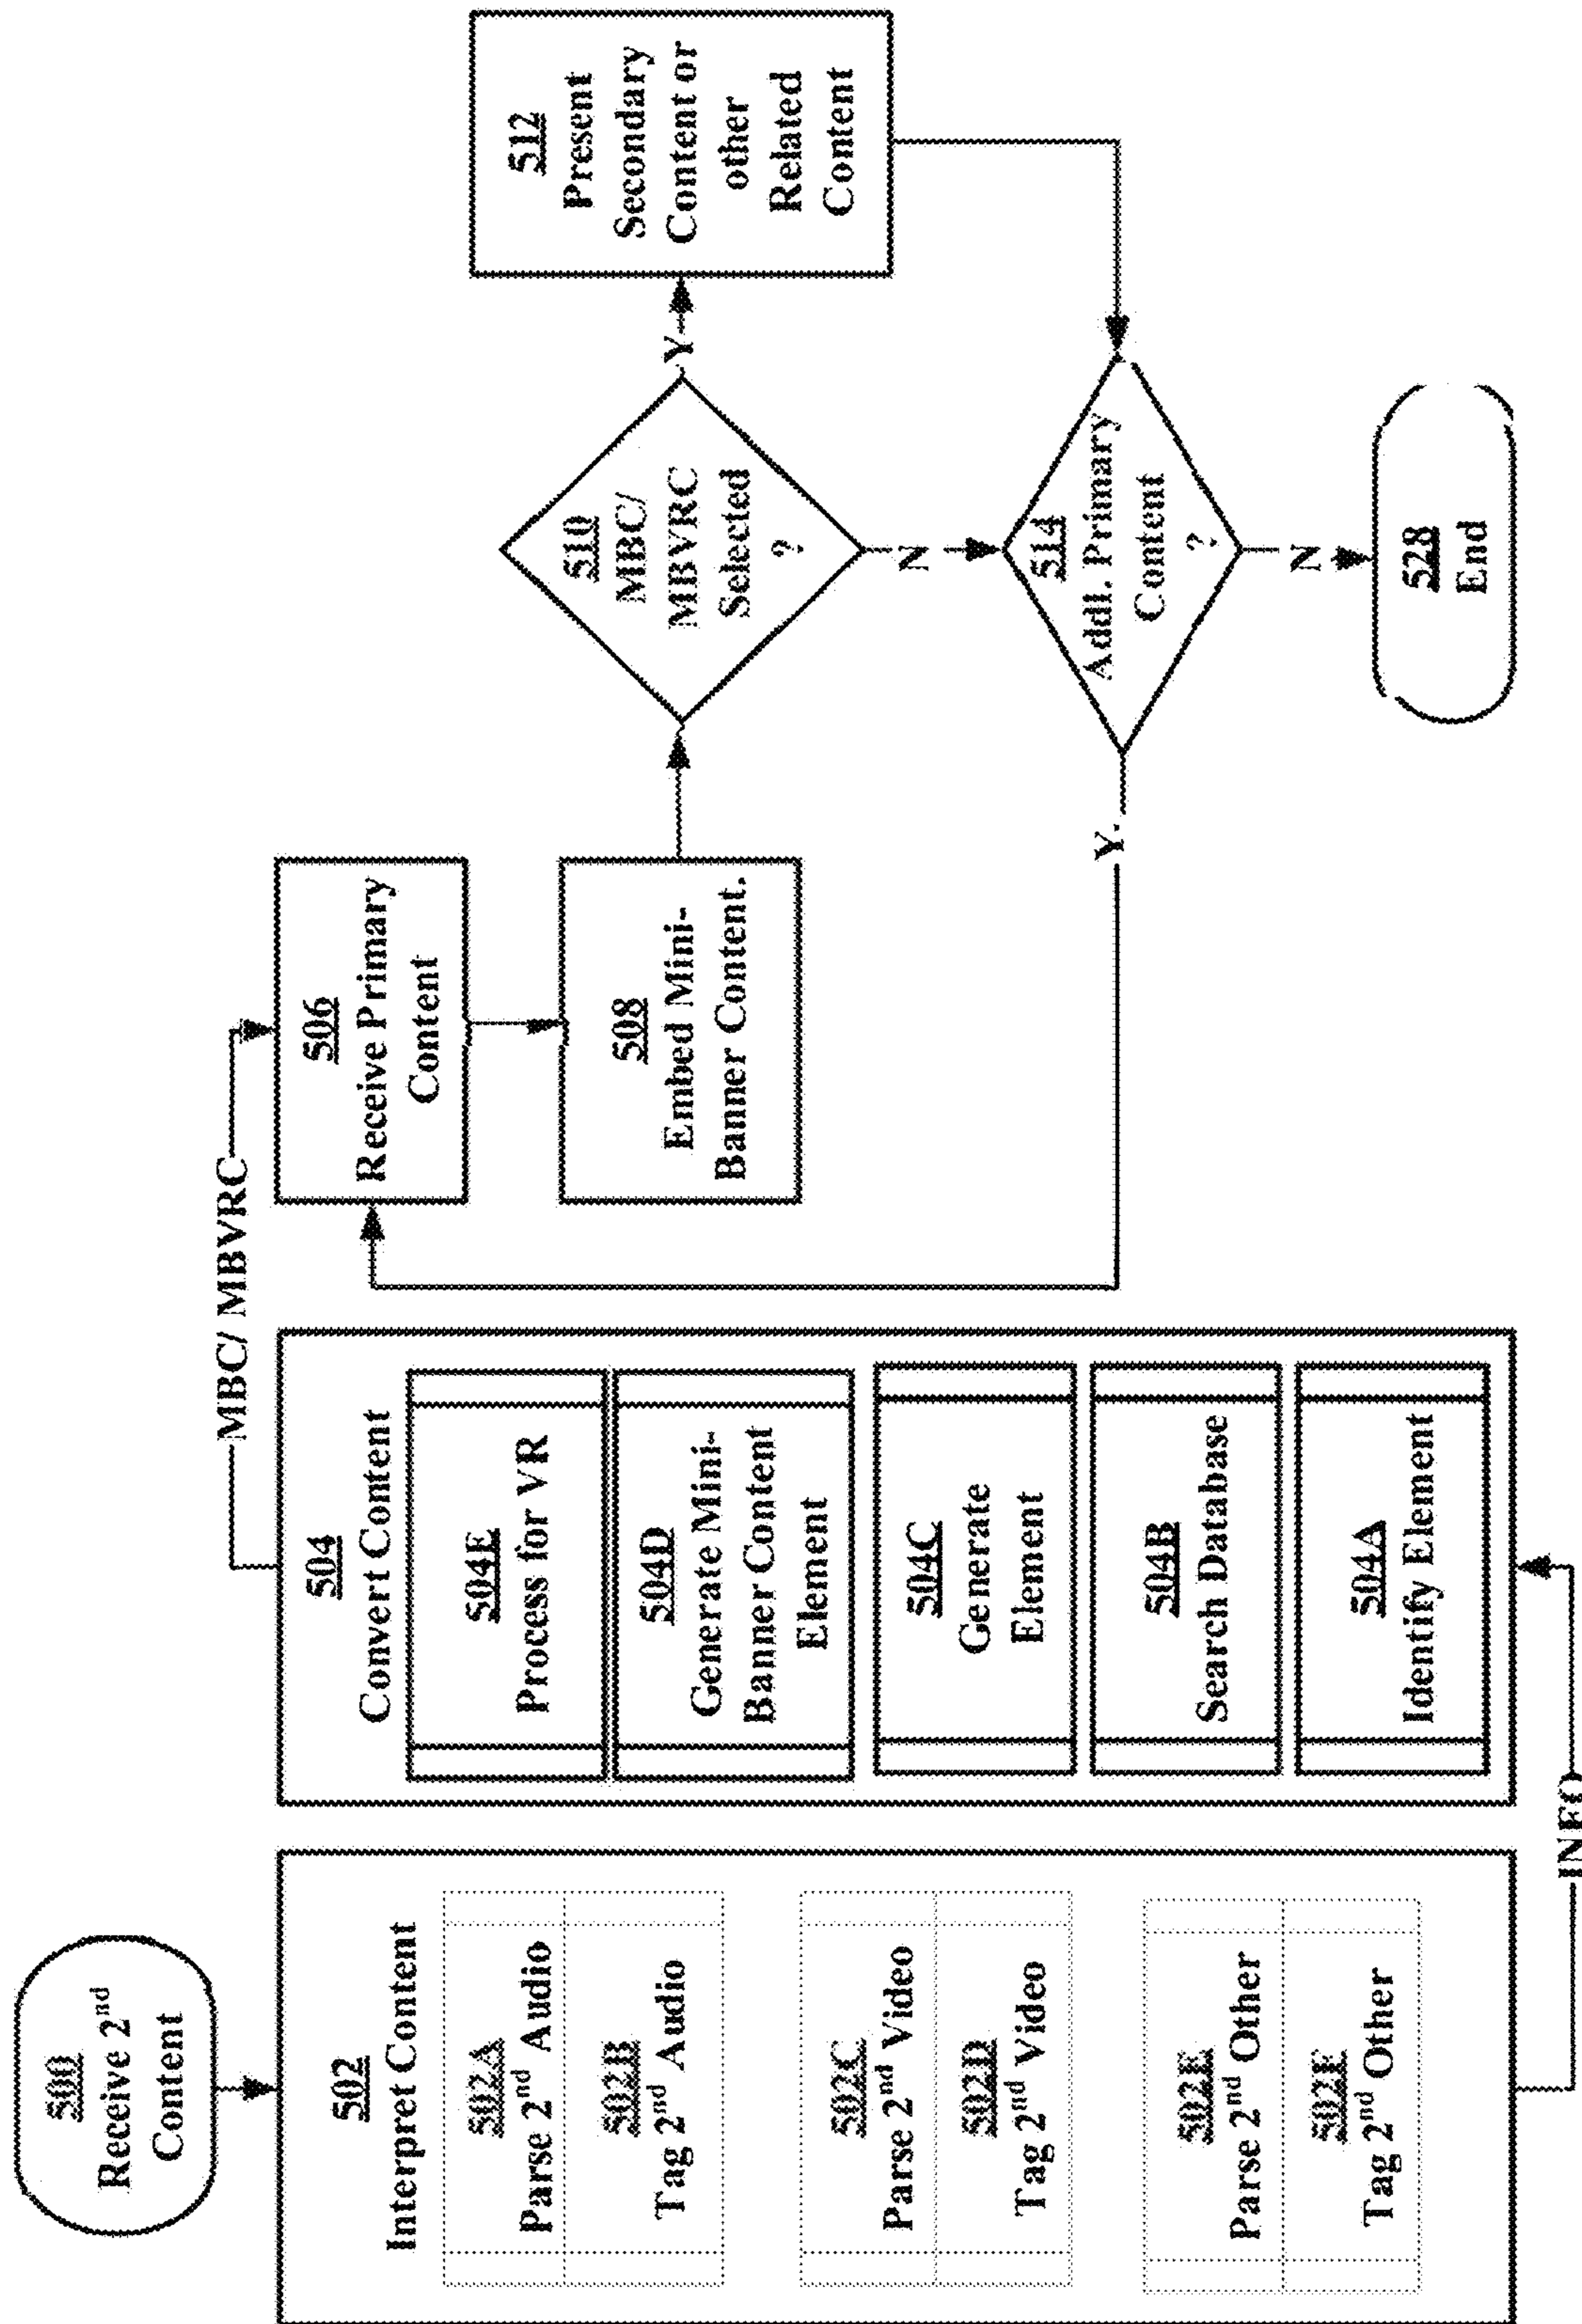 500
Receive 2nd
Content
502
Interpret Content
502A
Parse 2nd Audio
502B
Tag 2nd Audio
502C
Parse 2nd Video
502D
Tag 2nd Video
502E
Parse 2nd Other
502F
Tag 2nd Other
INFO
504
Convert Content
504E
Process for VR
504D
Generate Mini-
Banner Content
Element
504C
Generate
Element
504B
Search Database
504A
Identify Element
MBC/ MBVRC
506
Receive Primary
Content
508
Embed Mini-
Banner Content.
510
MBC/
MBVRC
Selected
?
Y
N
512
Present
Secondary
Content or
other
Related
Content
514
Addl. Primary
Content
?
Y.
N
528
End